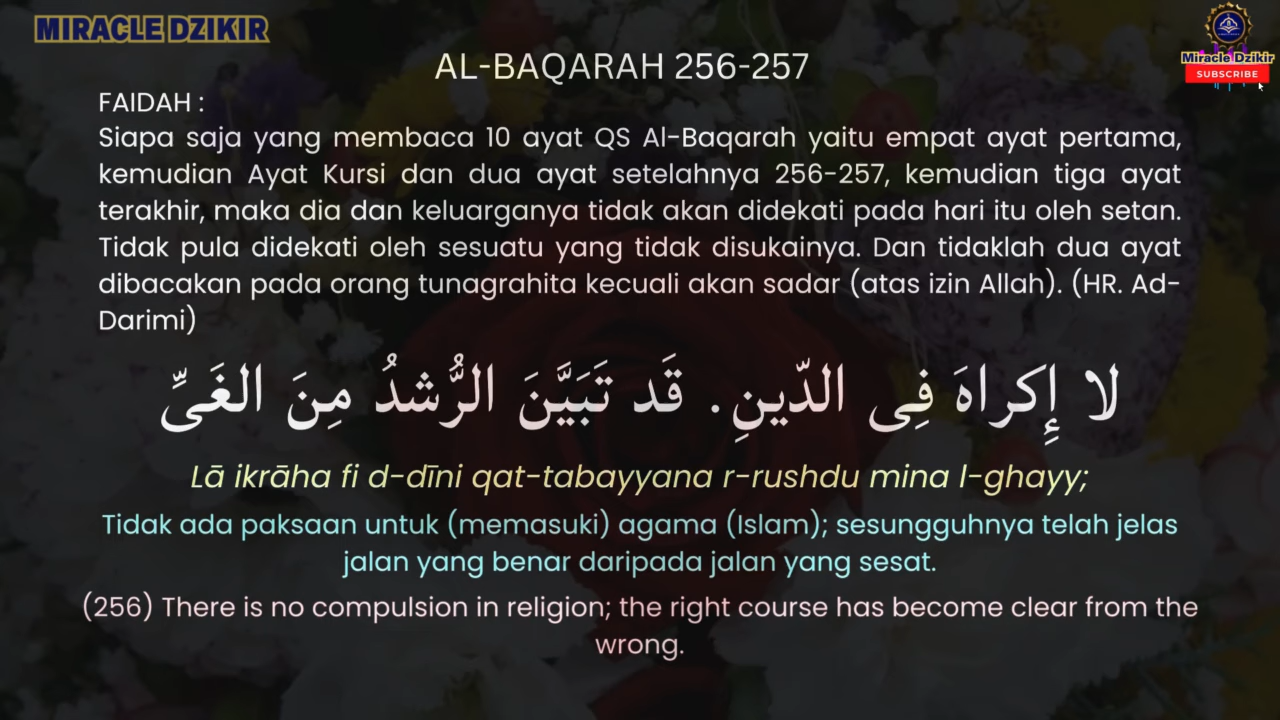 MIRACLE DZIKIR
Miracle Dzikir
SUBSCRIBE
AL-BAQARAH 256-257
FAIDAH :
Siapa saja yang membaca 10 ayat QS Al-Baqarah yaitu empat ayat pertama,
kemudian Ayat Kursi dan dua ayat setelahnya 256-257, kemudian tiga ayat
terakhir, maka dia dan keluarganya tidak akan didekati pada hari itu oleh setan.
Tidak pula didekati oleh sesuatu yang tidak disukainya. Dan tidaklah dua ayat
dibacakan pada orang tunagrahita kecuali akan sadar (atas izin Allah). (HR. Ad-
Darimi)
لا إِكراهَ فِى الدّينِ. قَد تَبَيَّنَ الرُّشدُ مِنَ الغَىِّ
Lā ikrāha fi d-dīni qat-tabayyana r-rushdu mina l-ghayy;
Tidak ada paksaan untuk (memasuki) agama (Islam); sesungguhnya telah jelas
jalan yang benar daripada jalan yang sesat.
(256) There is no compulsion in religion; the right course has become clear from the
wrong.